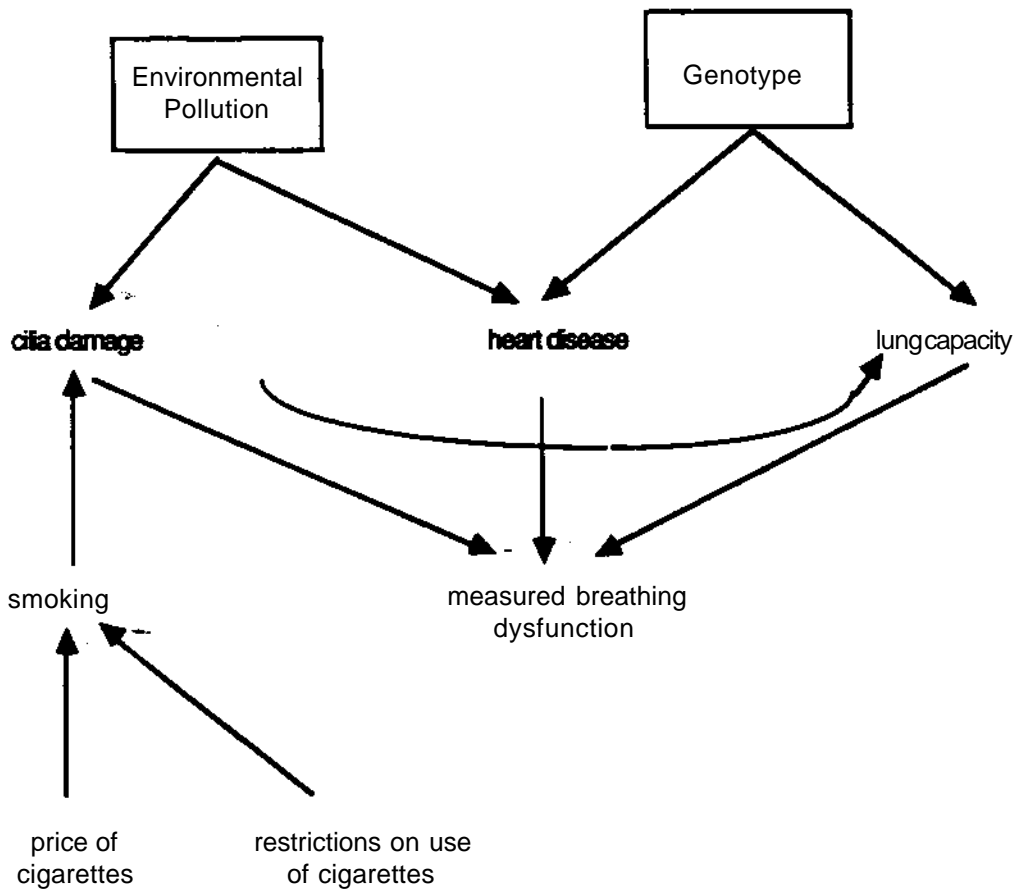 Environmental
Pollution
Genotype
cilia damage
heart disease
lung capacity
smoking
measured breathing
dysfunction
price of
cigarettes
restrictions on use
of cigarettes